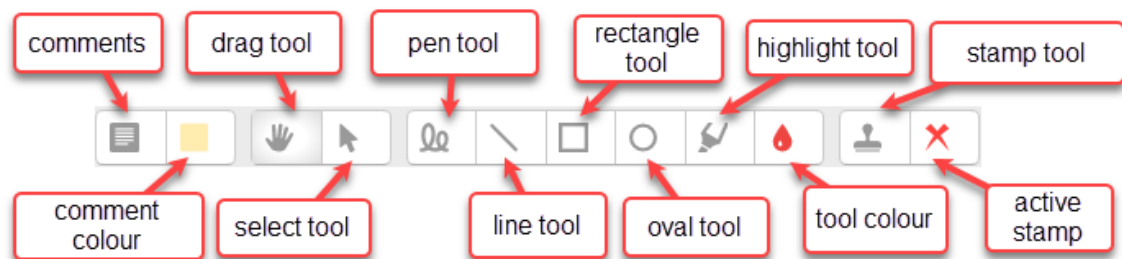 comments
drag tool
pen tool
rectangle
tool
highlight tool
stamp tool
comment
colour
select tool
line tool
oval tool
tool colour
active
stamp